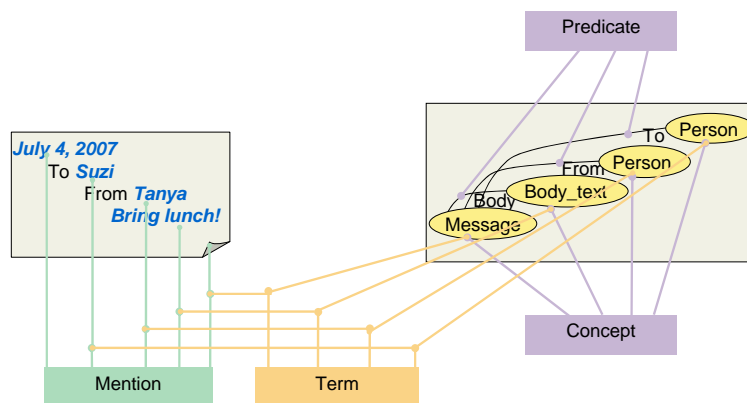 Predicate
July 4, 2007
To Suzi
From Tanya
Bring lunch!
To Person
From Person
Body Body_text
Message
Concept
Mention
Term